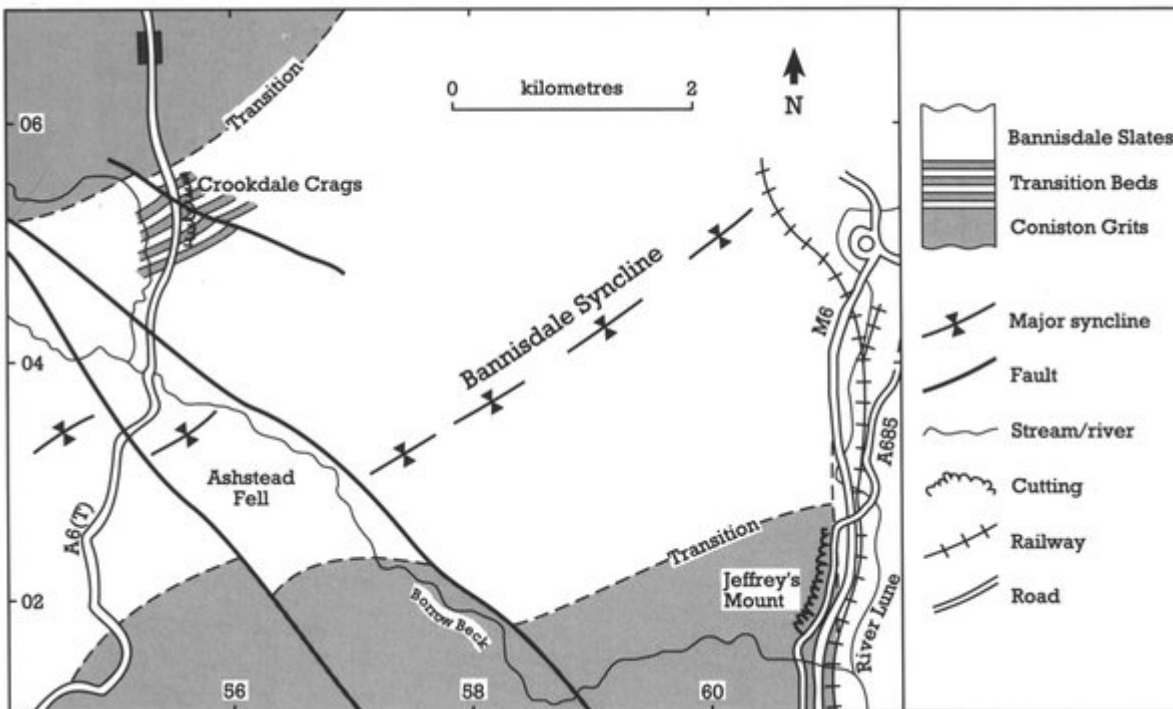 06
04
02
56
58
60
Transition
Crookdale Crags
0 kilometres 2
N
Bannisdale Syncline
M6
A685
Ashstead
Fell
A6(T)
Transition
Jeffrey's
Mount
Borrow Beck
River Lune
Bannisdale Slates
Transition Beds
Coniston Grits
Major syncline
Fault
Stream/river
Cutting
Railway
Road